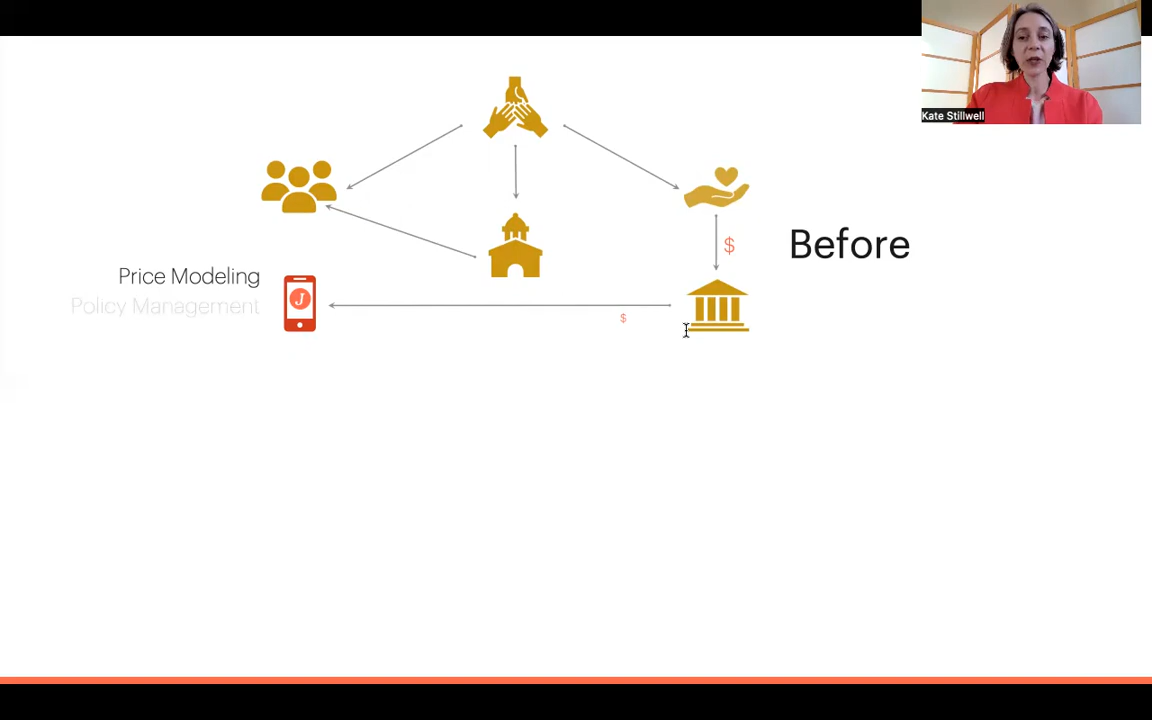 Kate Stillwell
$
Before
Price Modeling
J
Policy Management
$